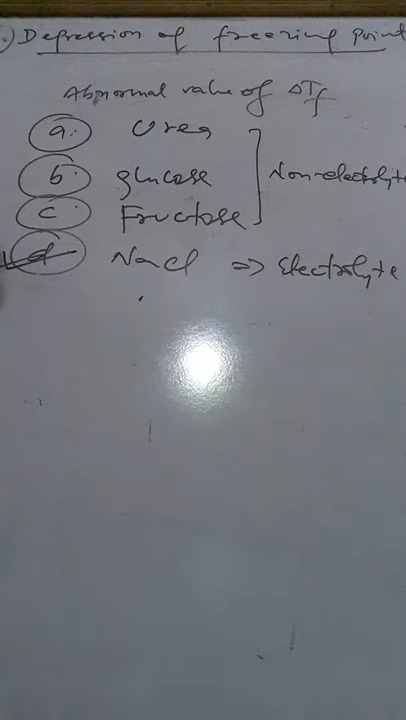 .) Depression of freezing point
Abnormal value of ΔTf
a. Urea
b. glucose
Non-electrolyte
c. Fructose
d NaCl => Electrolyte